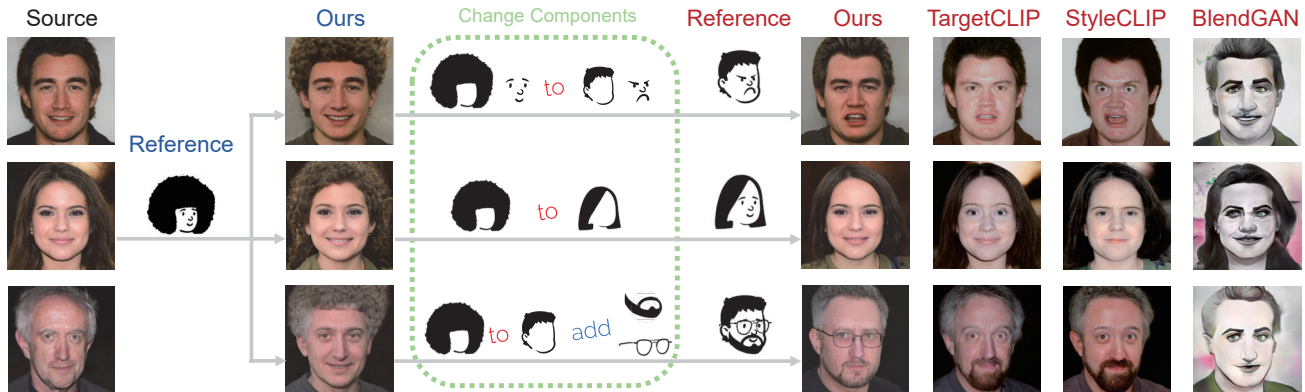 Source
Ours
Change Components
Reference
Ours
TargetCLIP
StyleCLIP
BlendGAN
to
Reference
to
to
add